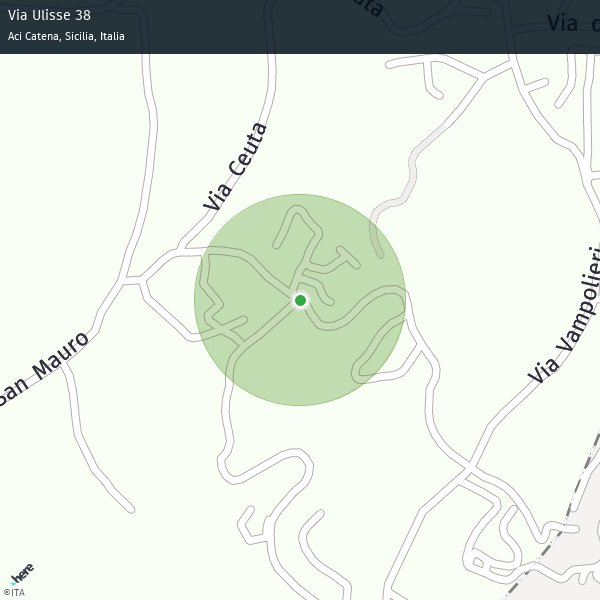 Via Ulisse 38
Aci Catena, Sicilia, Italia
Via Ceuta
San Mauro
Via Vampolieri
here
©ITA